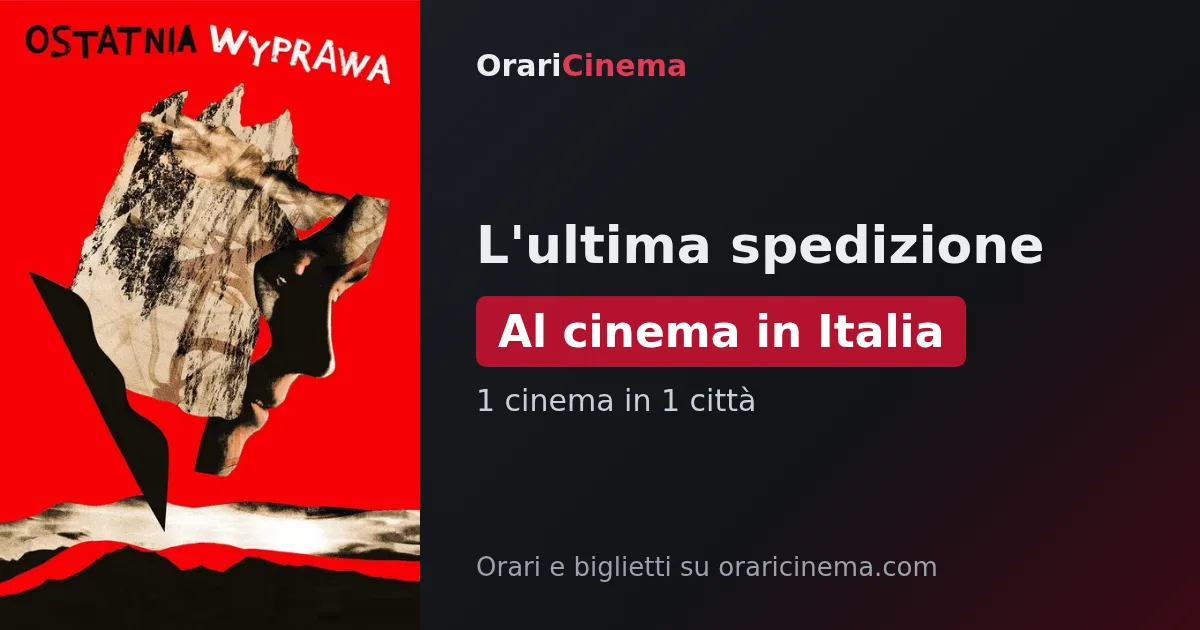 OSTATNIA WYPRAWA
OrariCinema
L'ultima spedizione
Al cinema in Italia
1 cinema in 1 città
Orari e biglietti su oraricinema.com